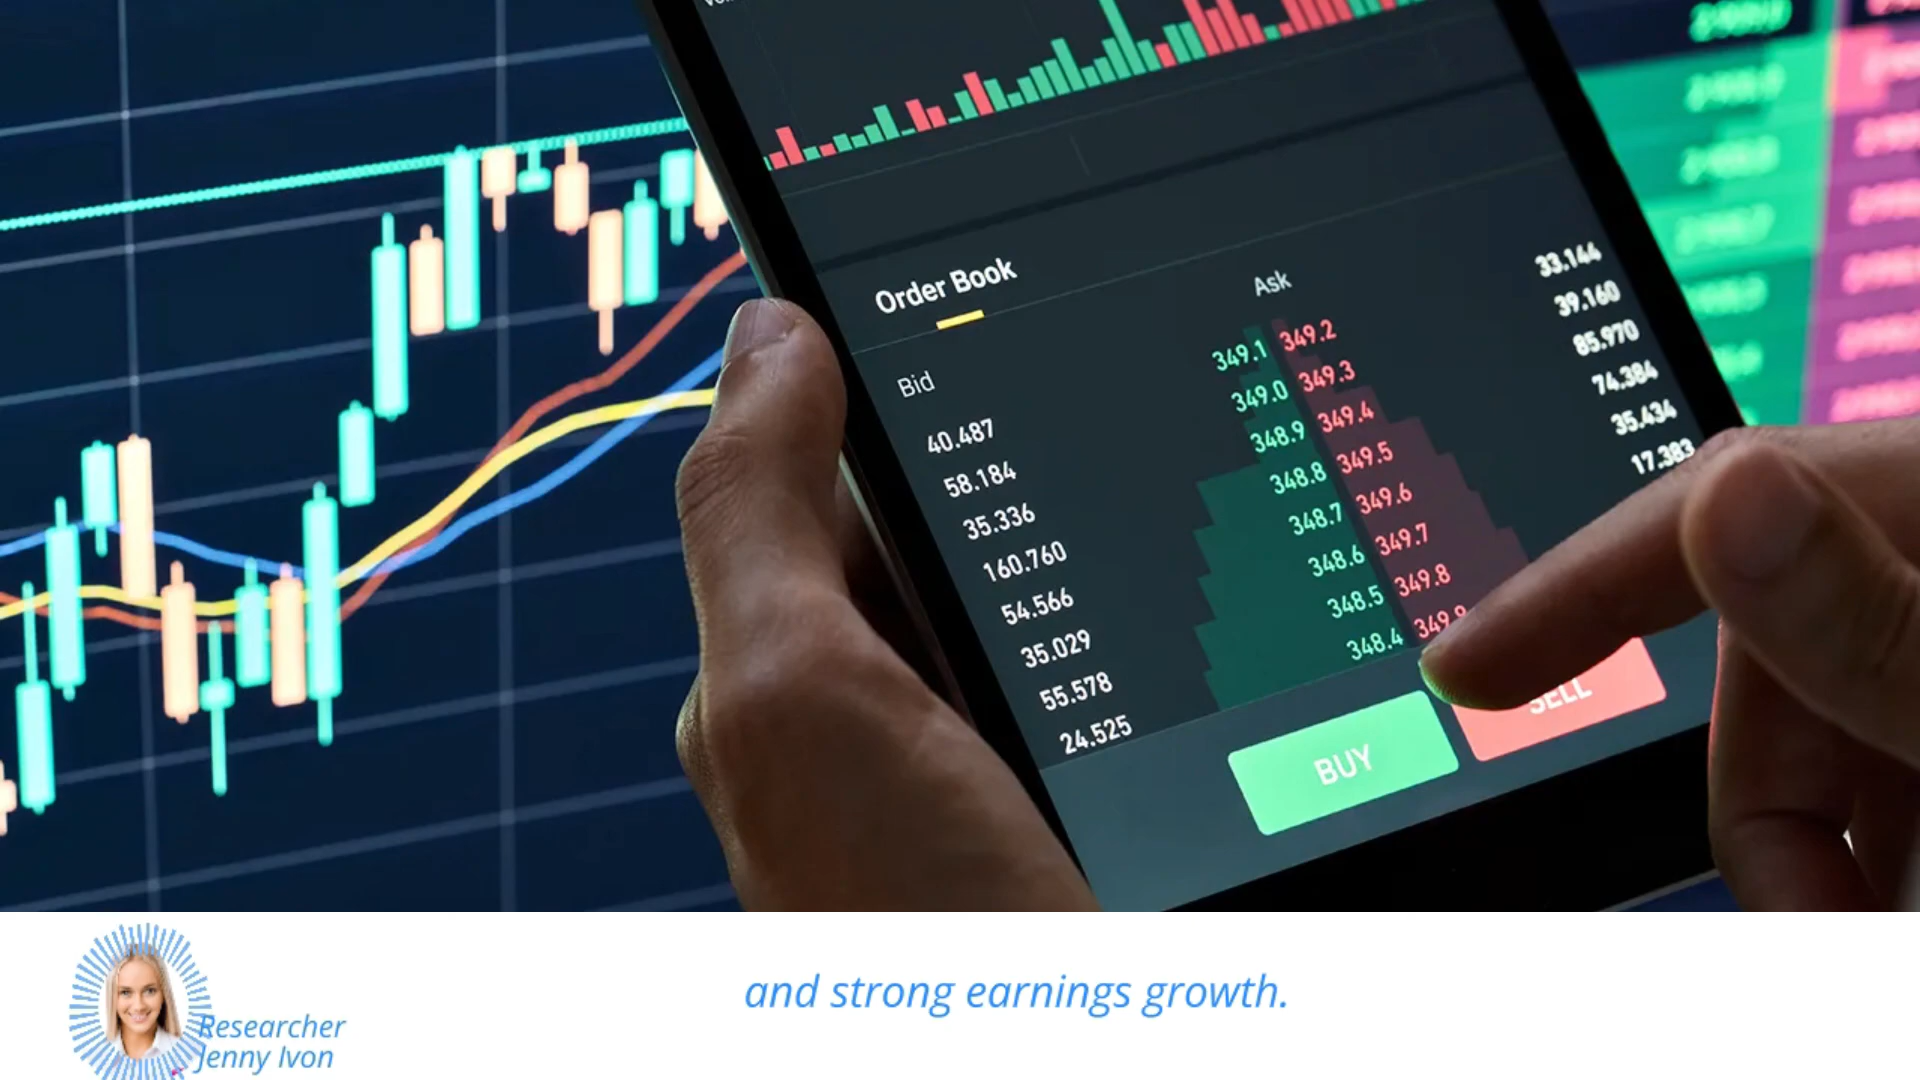 Order Book
Bid
Ask
40.487 349.1 349.2 33.144
58.184 349.0 349.3 39.160
35.336 348.9 349.4 85.970
160.760 348.8 349.5 74.384
54.566 348.7 349.6 35.434
35.029 348.6 349.7 17.383
55.578 348.5 349.8
24.525 348.4 349.9
BUY
SELL
and strong earnings growth.
Researcher
Jenny Ivon